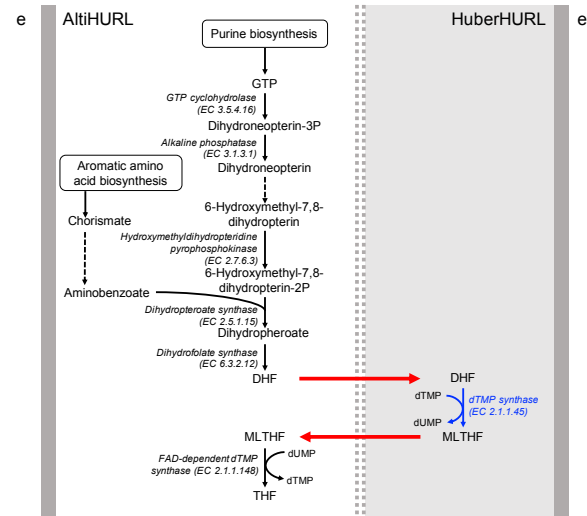 e
AltiHURL
HuberHURL
e
Purine biosynthesis
GTP
GTP cyclohydrolase
(EC 3.5.4.16)
Dihydroneopterin-3P
Alkaline phosphatase
(EC 3.1.3.1)
Dihydroneopterin
Aromatic amino
acid biosynthesis
6-Hydroxymethyl-7,8-
dihydropterin
Chorismate
Hydroxymethyldihydropteridine
pyrophosphokinase
(EC 2.7.6.3)
6-Hydroxymethyl-7,8-
dihydropterin-2P
Aminobenzoate
Dihydropteroate synthase
(EC 2.5.1.15)
Dihydropheroate
Dihydrofolate synthase
(EC 6.3.2.12)
DHF
DHF
dTMP
dTMP synthase
(EC 2.1.1.45)
dUMP
MLTHF
MLTHF
FAD-dependent dTMP
synthase (EC 2.1.1.148)
dUMP
dTMP
THF